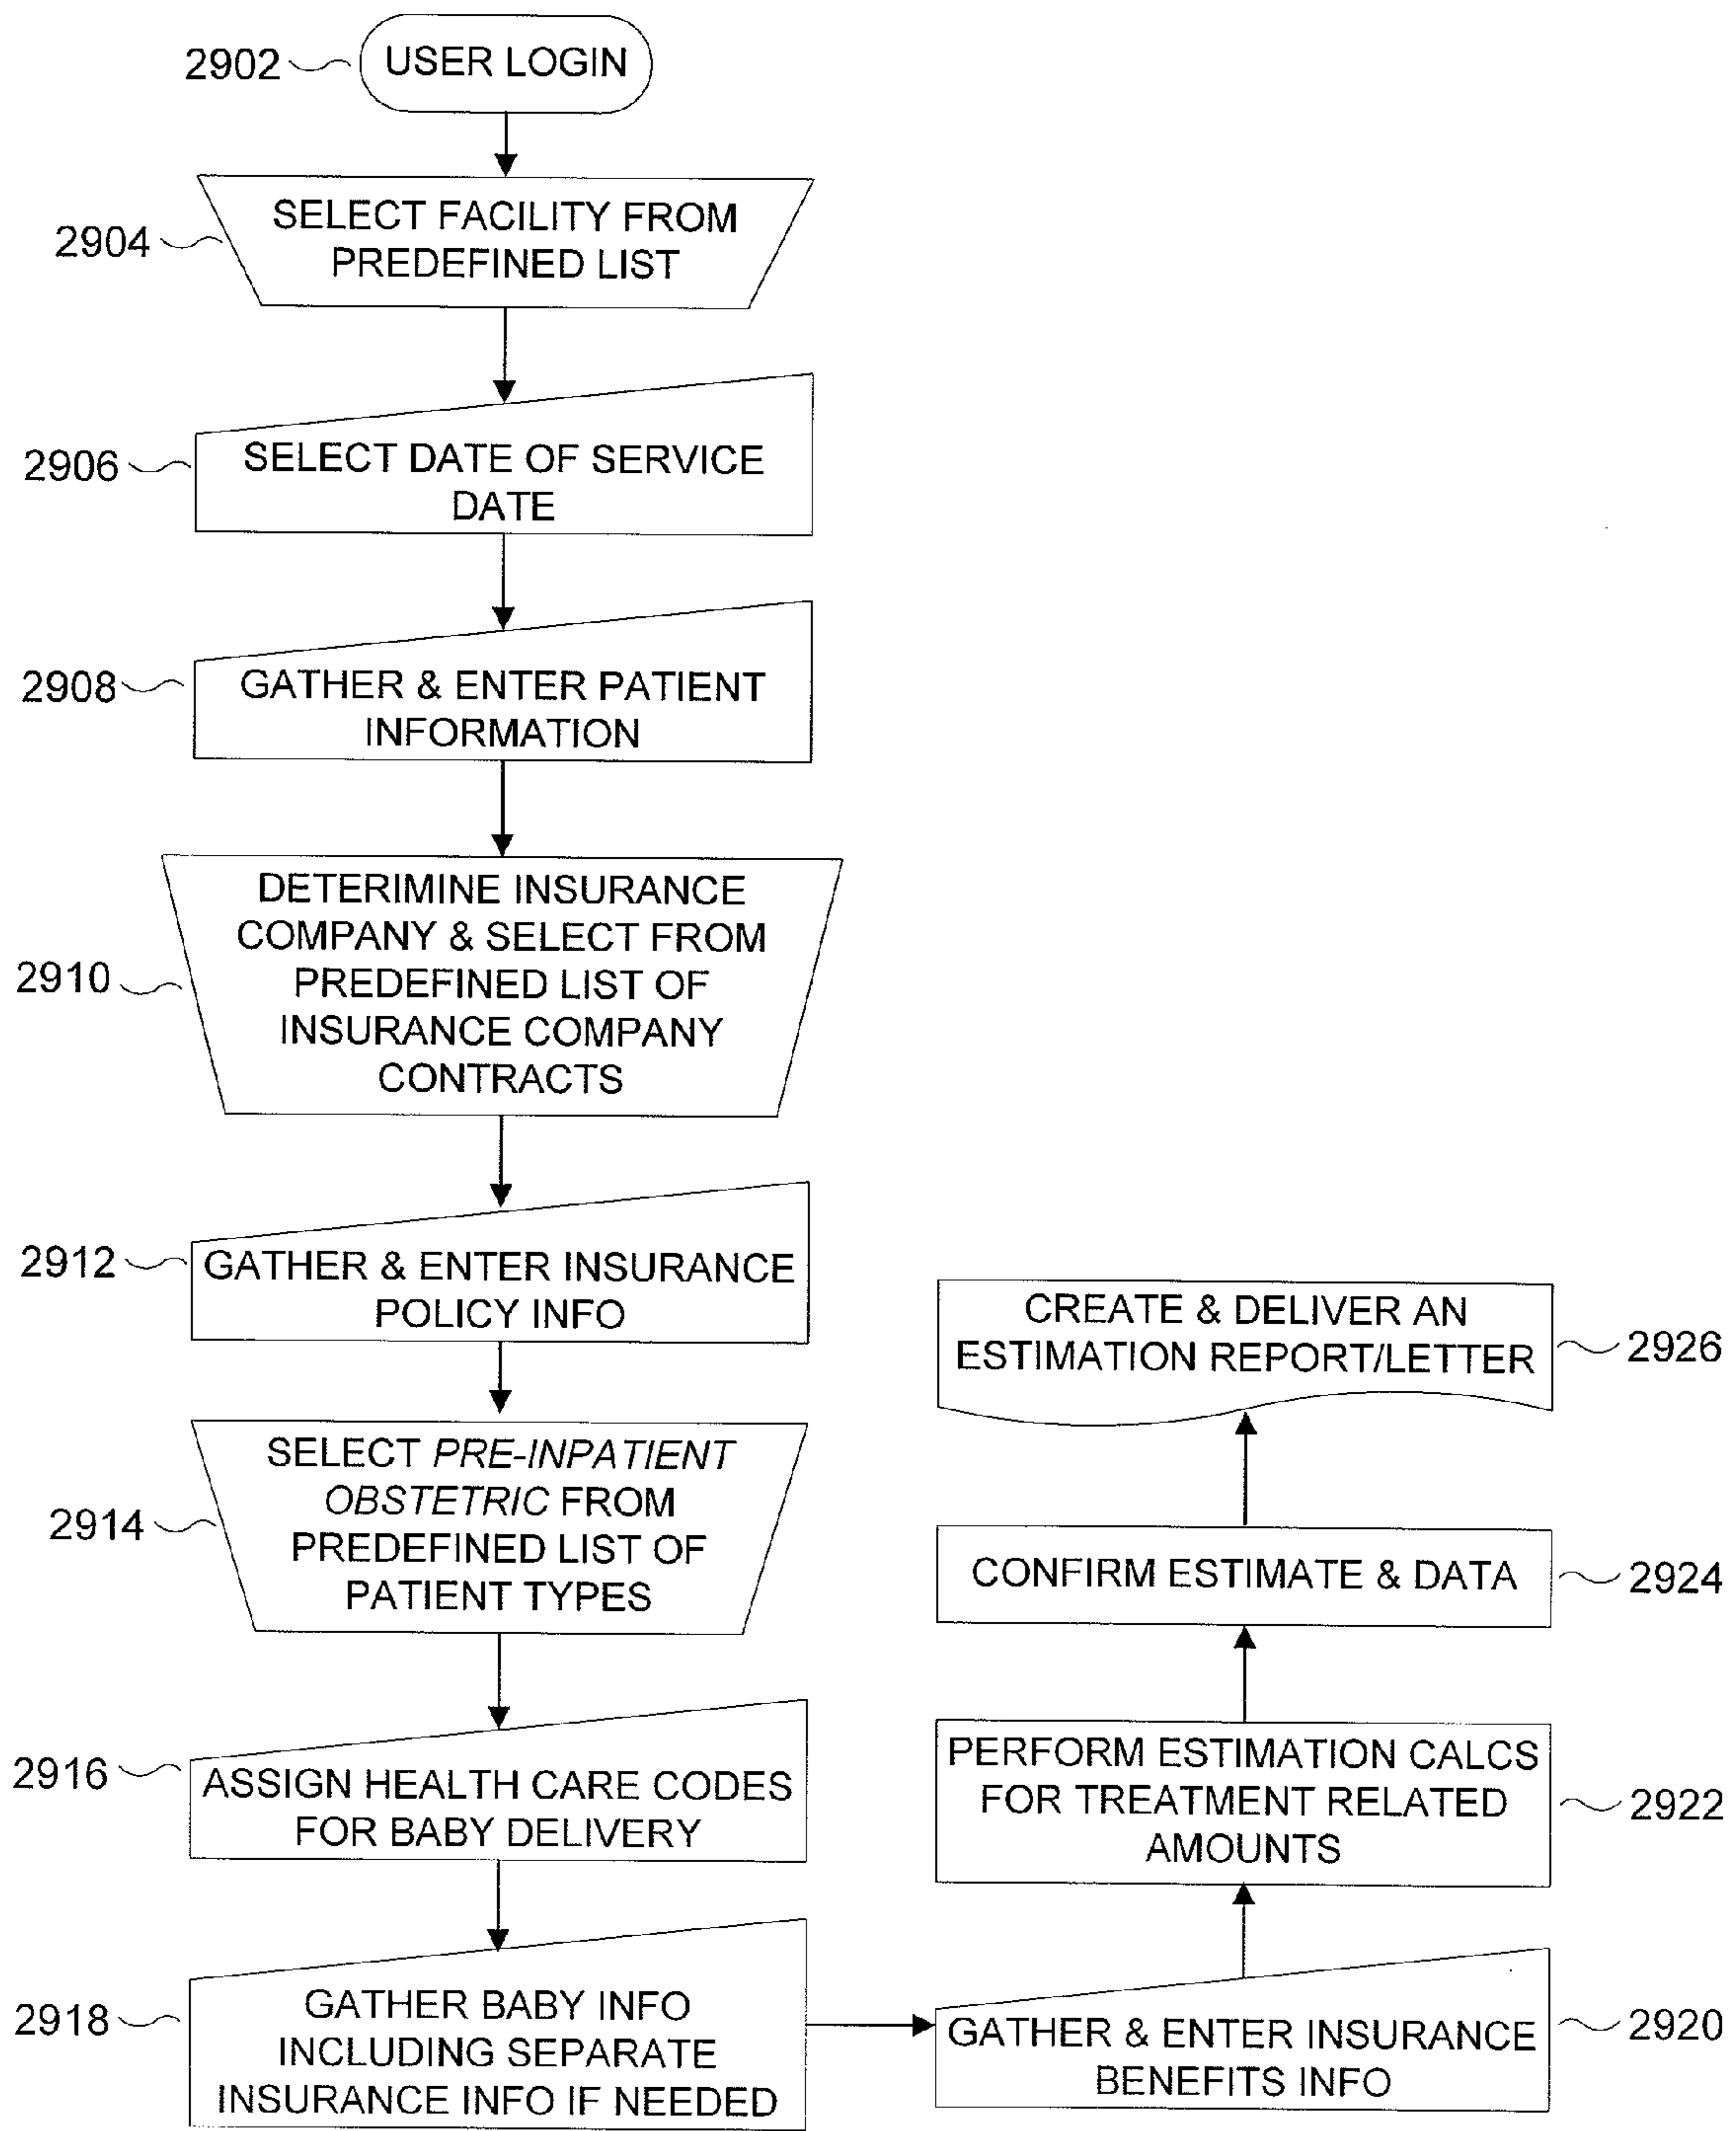 2902
USER LOGIN
2904
SELECT FACILITY FROM
PREDEFINED LIST
2906
SELECT DATE OF SERVICE
DATE
2908
GATHER & ENTER PATIENT
INFORMATION
2910
DETERIMINE INSURANCE
COMPANY & SELECT FROM
PREDEFINED LIST OF
INSURANCE COMPANY
CONTRACTS
2912
GATHER & ENTER INSURANCE
POLICY INFO
2914
SELECT PRE-INPATIENT
OBSTETRIC FROM
PREDEFINED LIST OF
PATIENT TYPES
2916
ASSIGN HEALTH CARE CODES
FOR BABY DELIVERY
2918
GATHER BABY INFO
INCLUDING SEPARATE
INSURANCE INFO IF NEEDED
GATHER & ENTER INSURANCE
BENEFITS INFO
2920
PERFORM ESTIMATION CALCS
FOR TREATMENT RELATED
AMOUNTS
2922
CONFIRM ESTIMATE & DATA
2924
CREATE & DELIVER AN
ESTIMATION REPORT/LETTER
2926